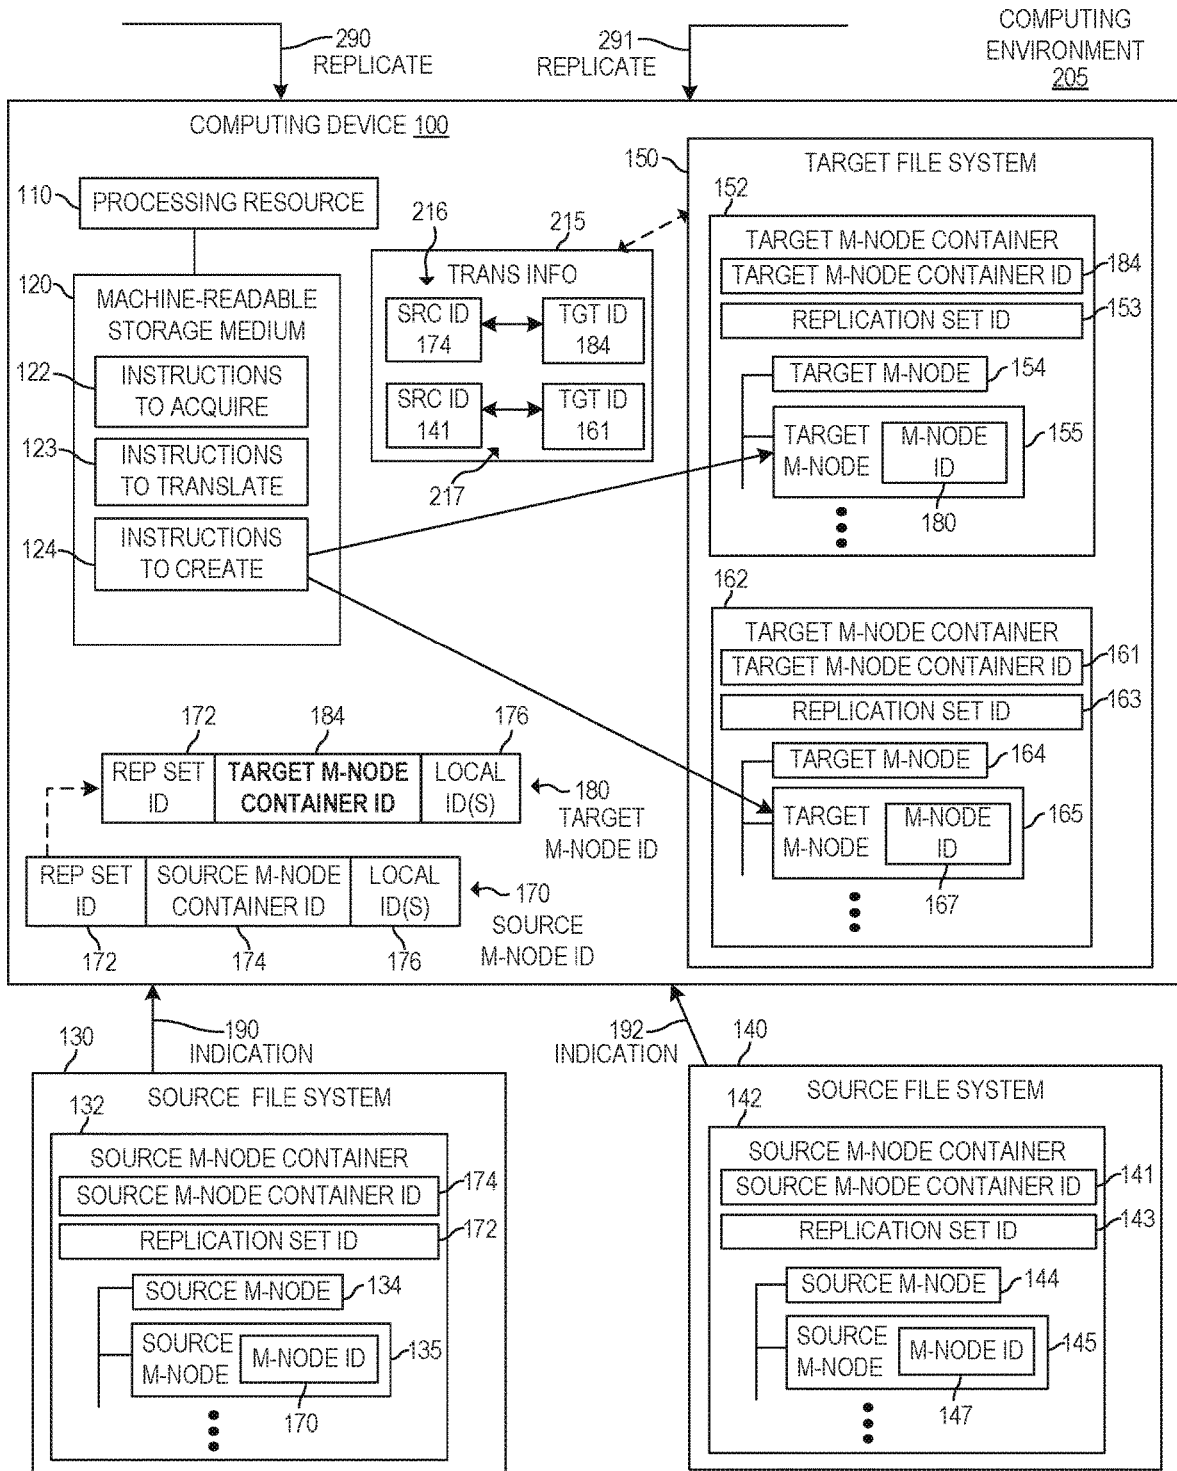 290
REPLICATE
291
REPLICATE
COMPUTING
ENVIRONMENT
205
COMPUTING DEVICE 100
110
PROCESSING RESOURCE
120
MACHINE-READABLE
STORAGE MEDIUM
122
INSTRUCTIONS
TO ACQUIRE
123
INSTRUCTIONS
TO TRANSLATE
124
INSTRUCTIONS
TO CREATE
216
215
TRANS INFO
SRC ID
174
TGT ID
184
SRC ID
141
TGT ID
161
217
150
TARGET FILE SYSTEM
152
TARGET M-NODE CONTAINER
TARGET M-NODE CONTAINER ID
184
REPLICATION SET ID
153
TARGET M-NODE
154
TARGET
M-NODE
M-NODE
ID
155
180
162
TARGET M-NODE CONTAINER
TARGET M-NODE CONTAINER ID
161
REPLICATION SET ID
163
TARGET M-NODE
164
TARGET
M-NODE
M-NODE
ID
165
167
172
184
176
REP SET
ID
TARGET M-NODE
CONTAINER ID
LOCAL
ID(S)
180
TARGET
M-NODE ID
REP SET
ID
SOURCE M-NODE
CONTAINER ID
LOCAL
ID(S)
170
SOURCE
M-NODE ID
172
174
176
190
INDICATION
192
INDICATION
130
SOURCE FILE SYSTEM
132
SOURCE M-NODE CONTAINER
SOURCE M-NODE CONTAINER ID
174
REPLICATION SET ID
172
SOURCE M-NODE
134
SOURCE
M-NODE
M-NODE ID
135
170
140
SOURCE FILE SYSTEM
142
SOURCE M-NODE CONTAINER
SOURCE M-NODE CONTAINER ID
141
REPLICATION SET ID
143
SOURCE M-NODE
144
SOURCE
M-NODE
M-NODE ID
145
147